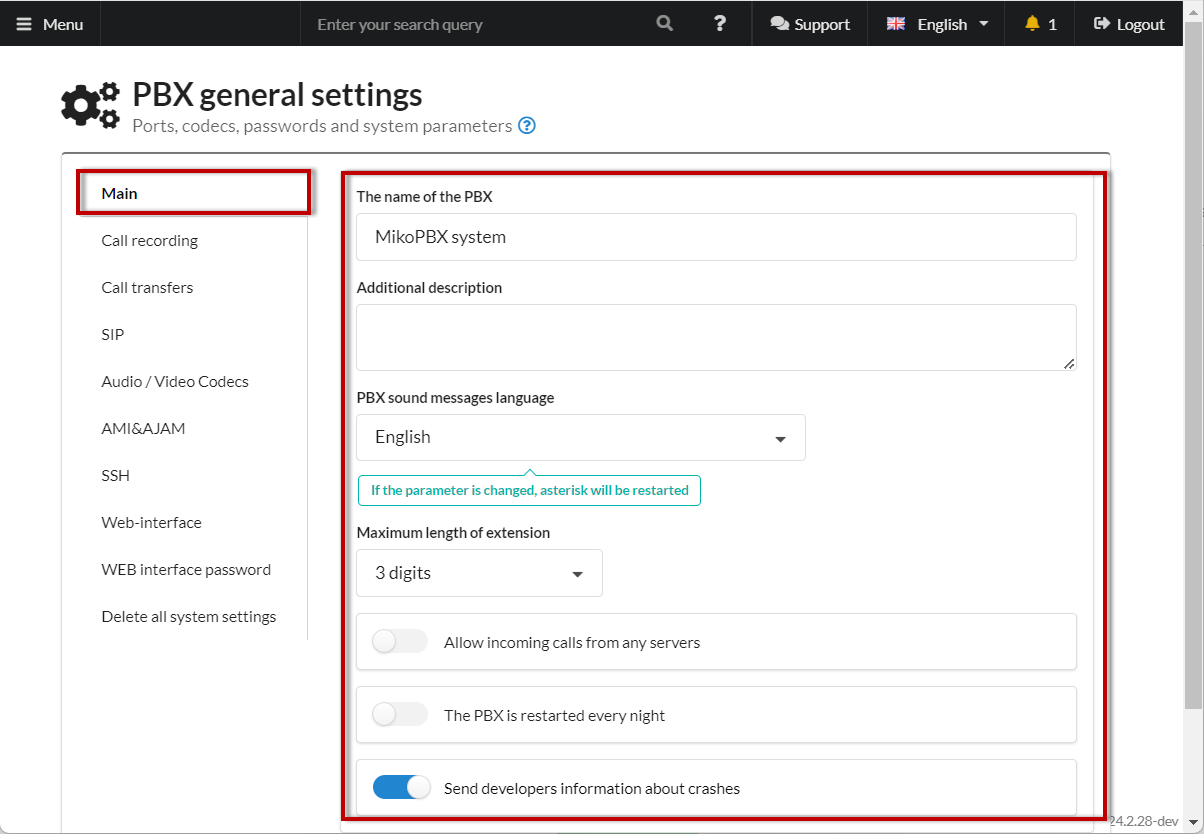 Menu
Enter your search query
?
Support
English
1
Logout
PBX general settings
Ports, codecs, passwords and system parameters ?
Main
Call recording
Call transfers
SIP
Audio / Video Codecs
AMI&AJAM
SSH
Web-interface
WEB interface password
Delete all system settings
The name of the PBX
MikoPBX system
Additional description
PBX sound messages language
English
If the parameter is changed, asterisk will be restarted
Maximum length of extension
3 digits
Allow incoming calls from any servers
The PBX is restarted every night
Send developers information about crashes
24.2.28-dev